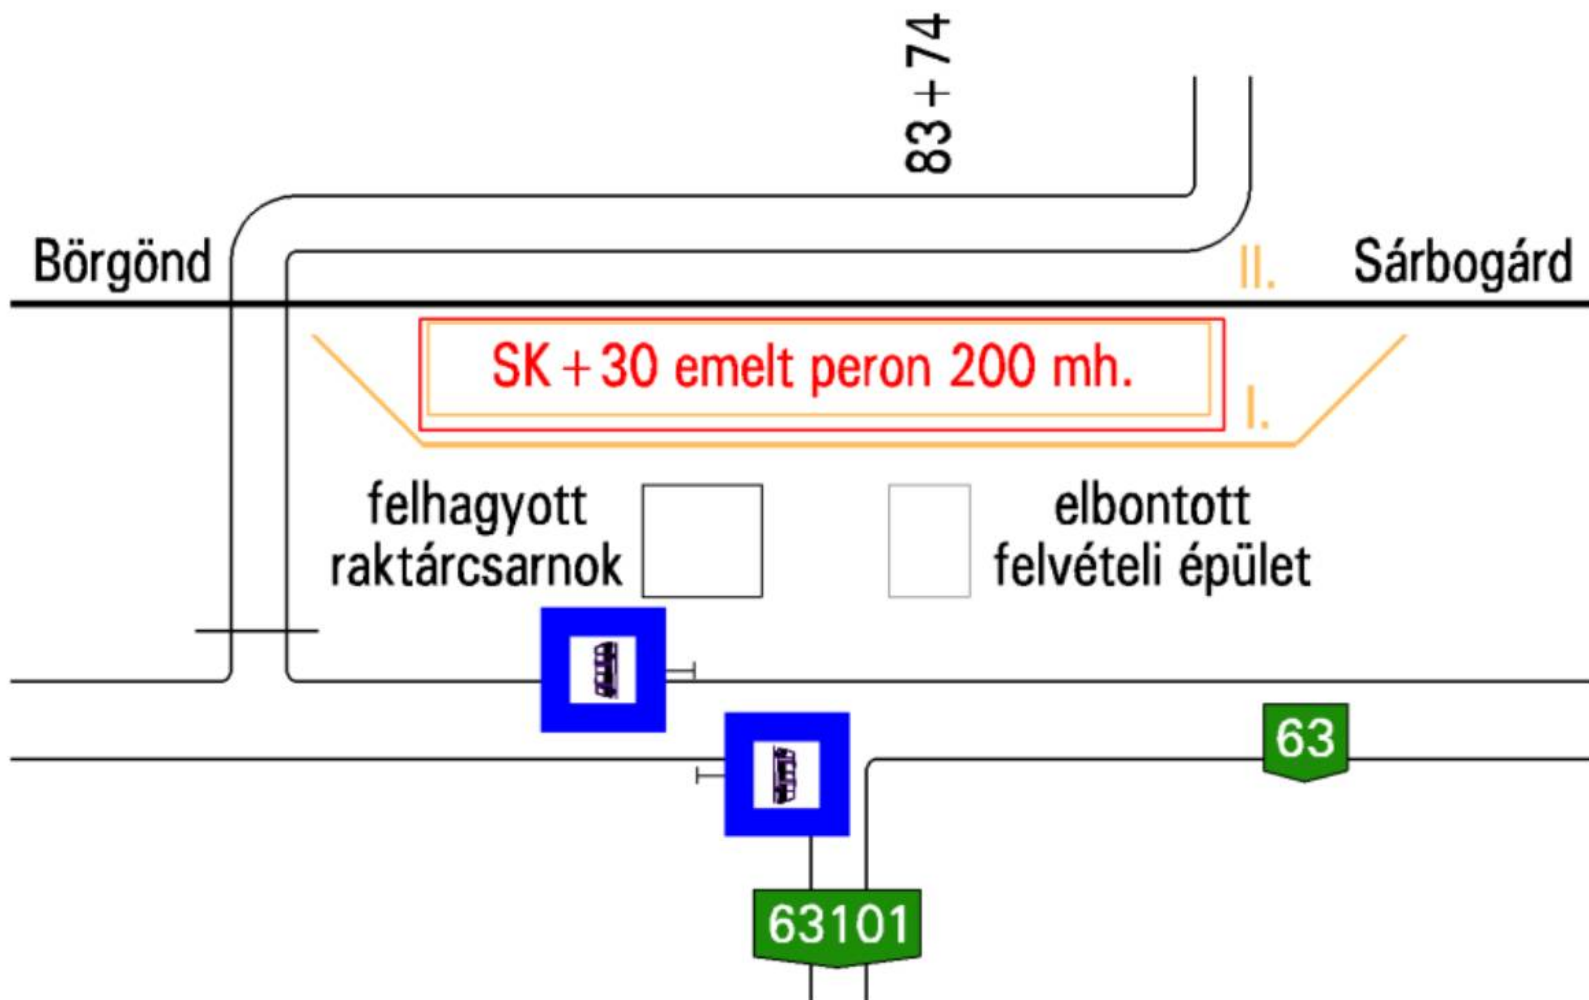 83+74
Börgönd
II.
Sárbogárd
SK+30 emelt peron 200 mh.
I.
felhagyott
raktárcsarnok
elbontott
felvételi épület
63
63101